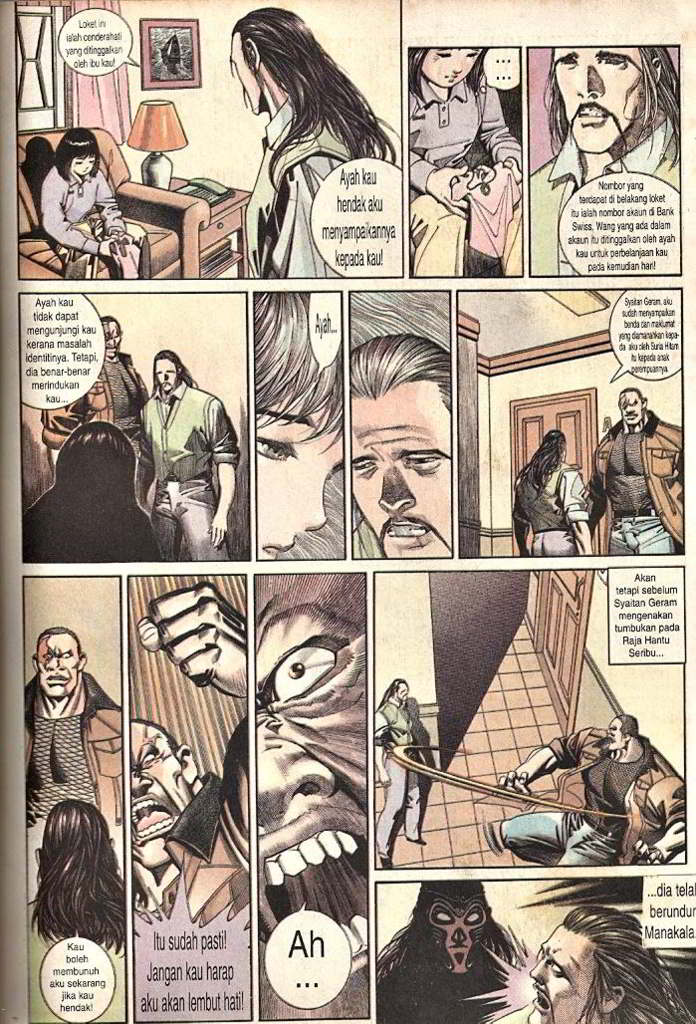 Loket ini
ialah cenderahati
yang ditinggalkan
oleh ibu kau!
Ayah kau
hendak aku
menyampaikannya
kepada kau!
...
...
Nombor yang
terdapat di belakang loket
itu ialah nombor akaun di Bank
Swiss, Wang yang ada dalam
akaun itu ditinggalkan oleh ayah
kau untuk perbelanjaan kau
pada kemudian hari!
Ayah kau
tidak dapat
mengunjungi kau
kerana masalah
identitinya. Tetapi,
dia benar-benar
merindukan
kau...
Ayah...
Syaitan Geram, aku
sudah menyampaikan
benda dan maklumat
yang diamanahkan kepa-
da aku oleh Suria Hitam
itu kepada anak
perempuannya.
Kau
boleh
membunuh
aku sekarang
jika kau
hendak!
Itu sudah pasti!
Jangan kau harap
aku akan lembut hati!
Ah
...
Akan
tetapi sebelum
Syaitan Geram
mengenakan
tumbukan pada
Raja Hantu
Seribu...
...dia tela
berundur
Manakala